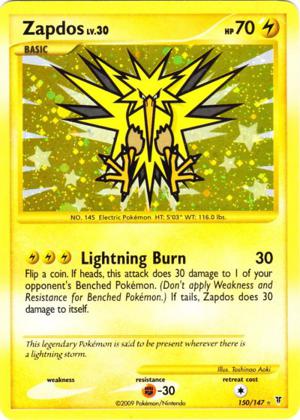 Zapdos LV.30 HP 70
BASIC
NO. 145 Electric Pokémon HT: 5'03" WT: 116.0 lbs.
Lightning Burn 30
Flip a coin. If heads, this attack does 30 damage to 1 of your
opponent's Benched Pokémon. (Don't apply Weakness and
Resistance for Benched Pokémon.) If tails, Zapdos does 30
damage to itself.
This legendary Pokémon is said to be present wherever there is
a lightning storm.
Illus. Toshinao Aoki
weakness resistance retreat cost
-30
©2009 Pokémon/Nintendo 150/147